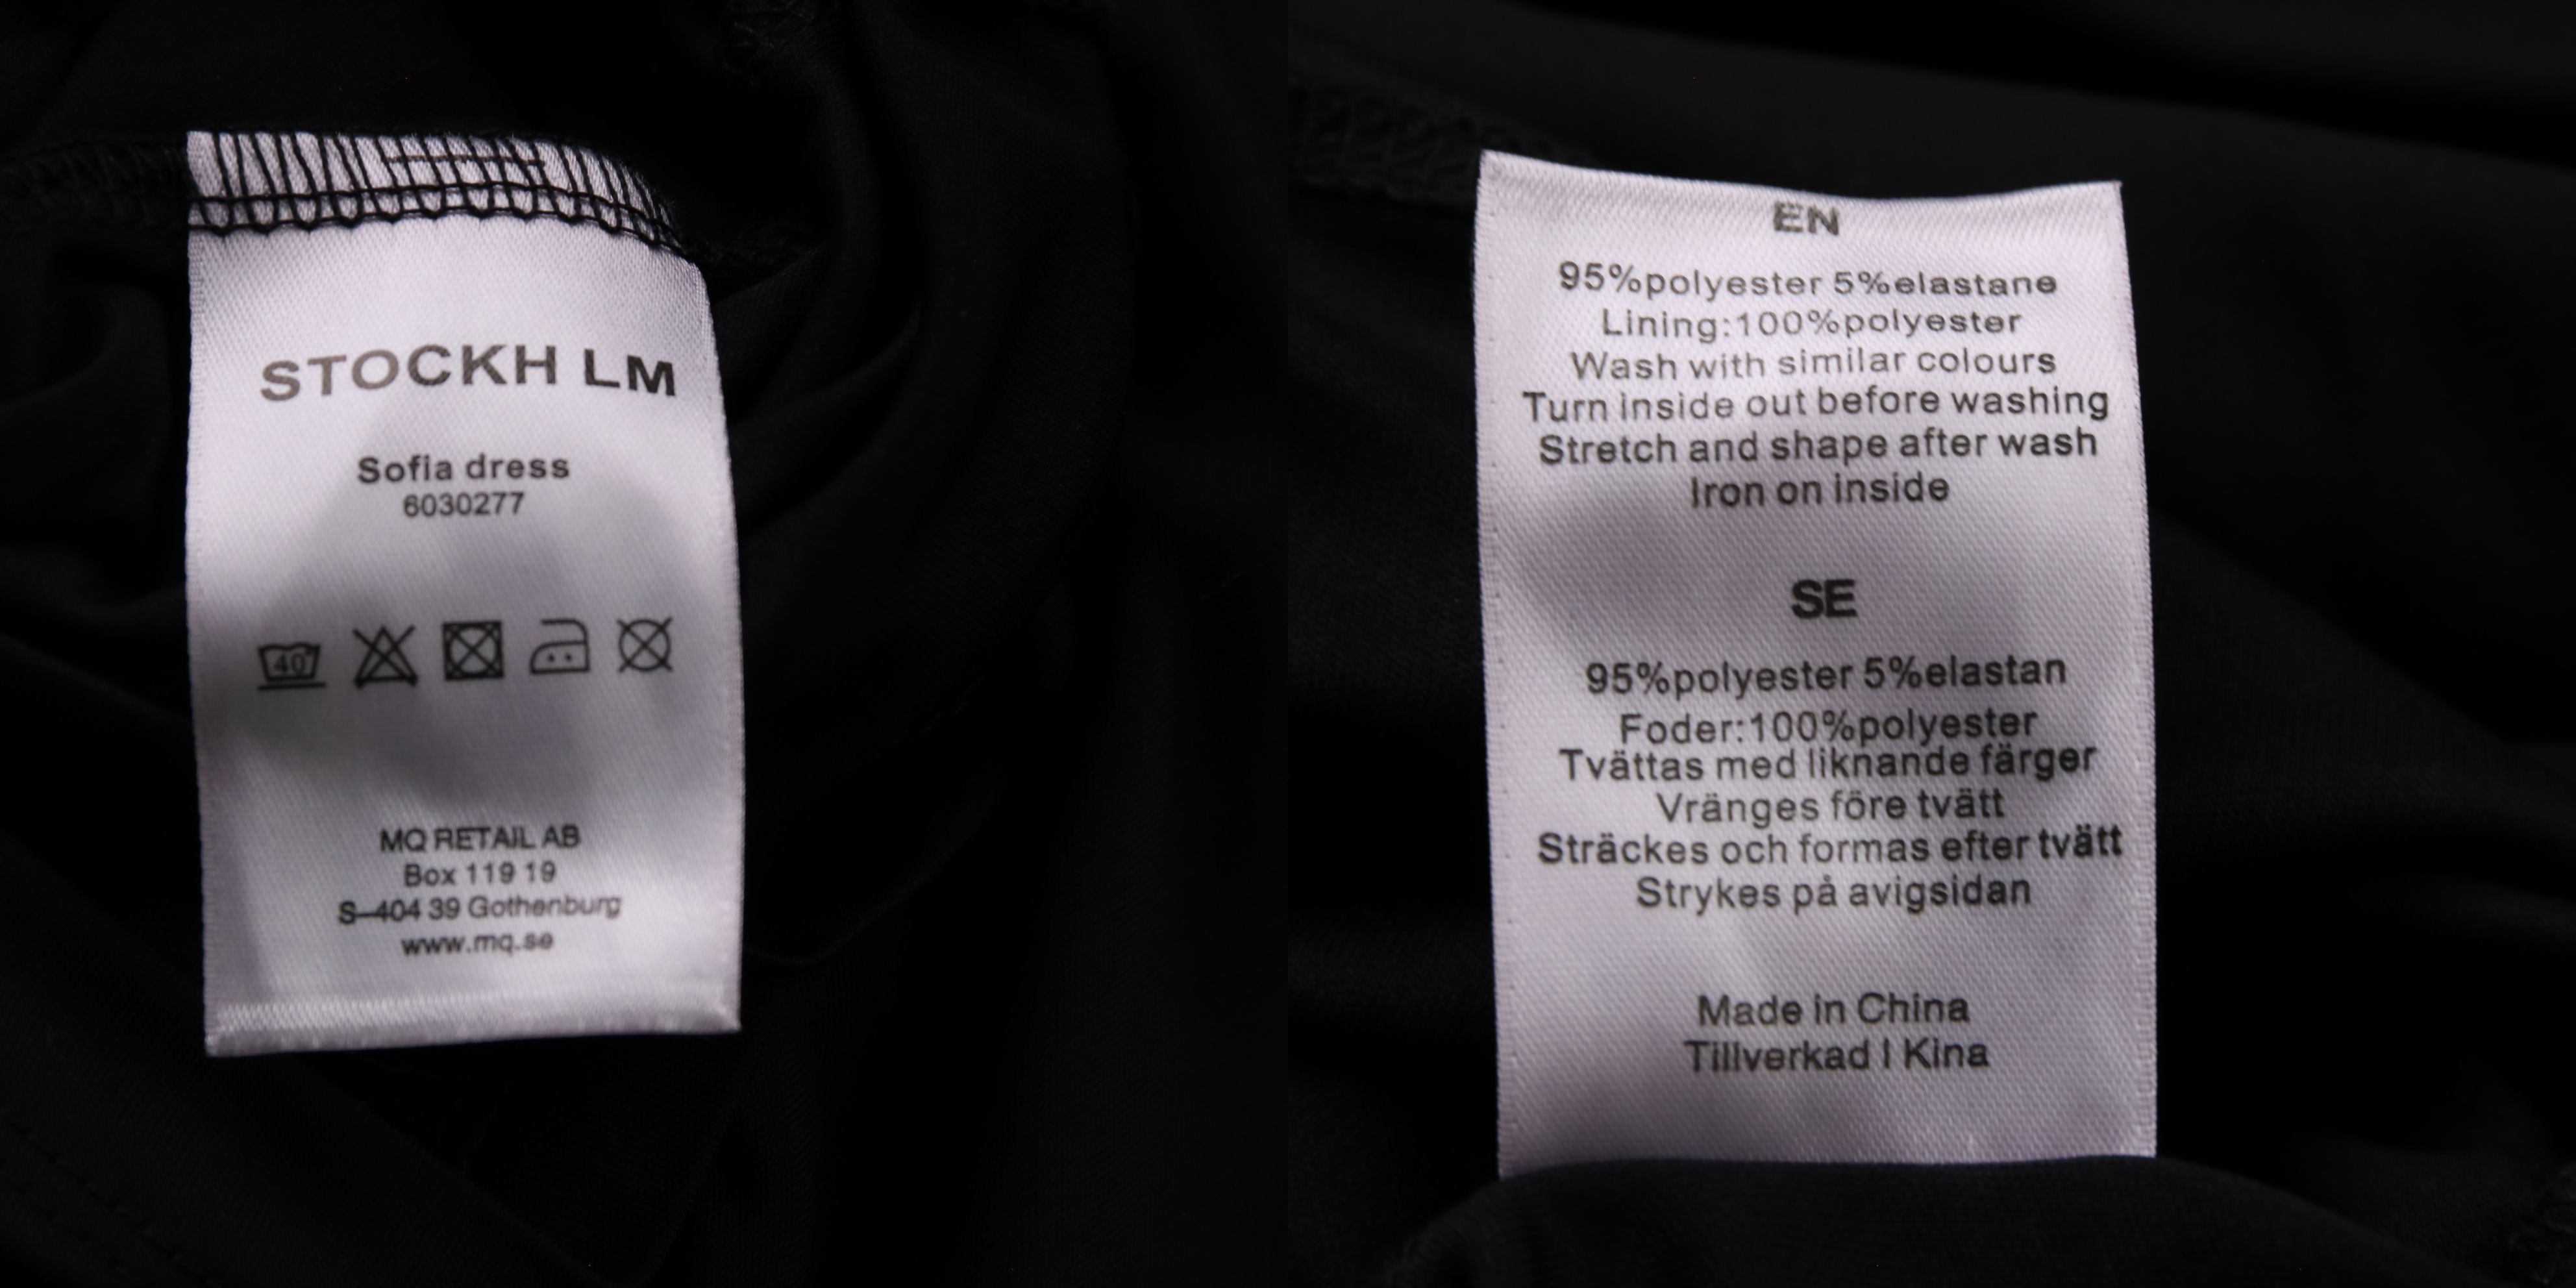 STOCKH LM
Sofia dress
6030277
40
MQ RETAIL AB
Box 119 19
S-404 39 Gothenburg
www.mq.se
EN
95%polyester 5%elastane
Lining:100%polyester
Wash with similar colours
Turn inside out before washing
Stretch and shape after wash
Iron on inside
SE
95%polyester 5%elastan
Foder:100%polyester
Tvättas med liknande färger
Vränges före tvätt
Sträckes och formas efter tvätt
Strykes på avigsidan
Made in China
Tillverkad I Kina